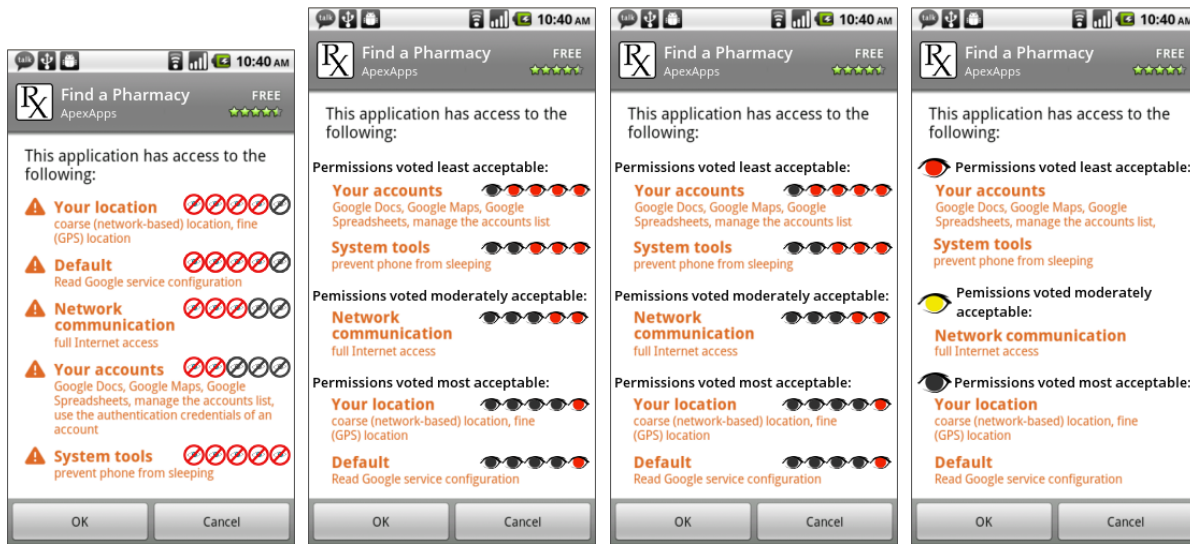 talk
10:40 AM
RX
Find a Pharmacy
FREE
ApexApps
This application has access to the
following:
Your location
coarse (network-based) location, fine
(GPS) location
Default
Read Google service configuration
Network
communication
full Internet access
Your accounts
Google Docs, Google Maps, Google
Spreadsheets, manage the accounts list,
use the authentication credentials of an
account
System tools
prevent phone from sleeping
OK
Cancel
talk
10:40 AM
RX
Find a Pharmacy
FREE
ApexApps
This application has access to the
following:
Permissions voted least acceptable:
Your accounts
Google Docs, Google Maps, Google
Spreadsheets, manage the accounts list
System tools
prevent phone from sleeping
Pemissions voted moderately acceptable:
Network
communication
full Internet access
Permissions voted most acceptable:
Your location
coarse (network-based) location, fine
(GPS) location
Default
Read Google service configuration
OK
Cancel
talk
10:40 AM
RX
Find a Pharmacy
FREE
ApexApps
This application has access to the
following:
Permissions voted least acceptable:
Your accounts
Google Docs, Google Maps, Google
Spreadsheets, manage the accounts list
System tools
prevent phone from sleeping
Pemissions voted moderately acceptable:
Network
communication
full Internet access
Permissions voted most acceptable:
Your location
coarse (network-based) location, fine
(GPS) location
Default
Read Google service configuration
OK
Cancel
talk
10:40 AM
RX
Find a Pharmacy
FREE
ApexApps
This application has access to the
following:
Permissions voted least acceptable:
Your accounts
Google Docs, Google Maps, Google
Spreadsheets, manage the accounts list,
System tools
prevent phone from sleeping
Pemissions voted moderately
acceptable:
Network communication
full Internet access
Permissions voted most acceptable:
Your location
coarse (network-based) location, fine
(GPS) location
Default
Read Google service configuration
OK
Cancel